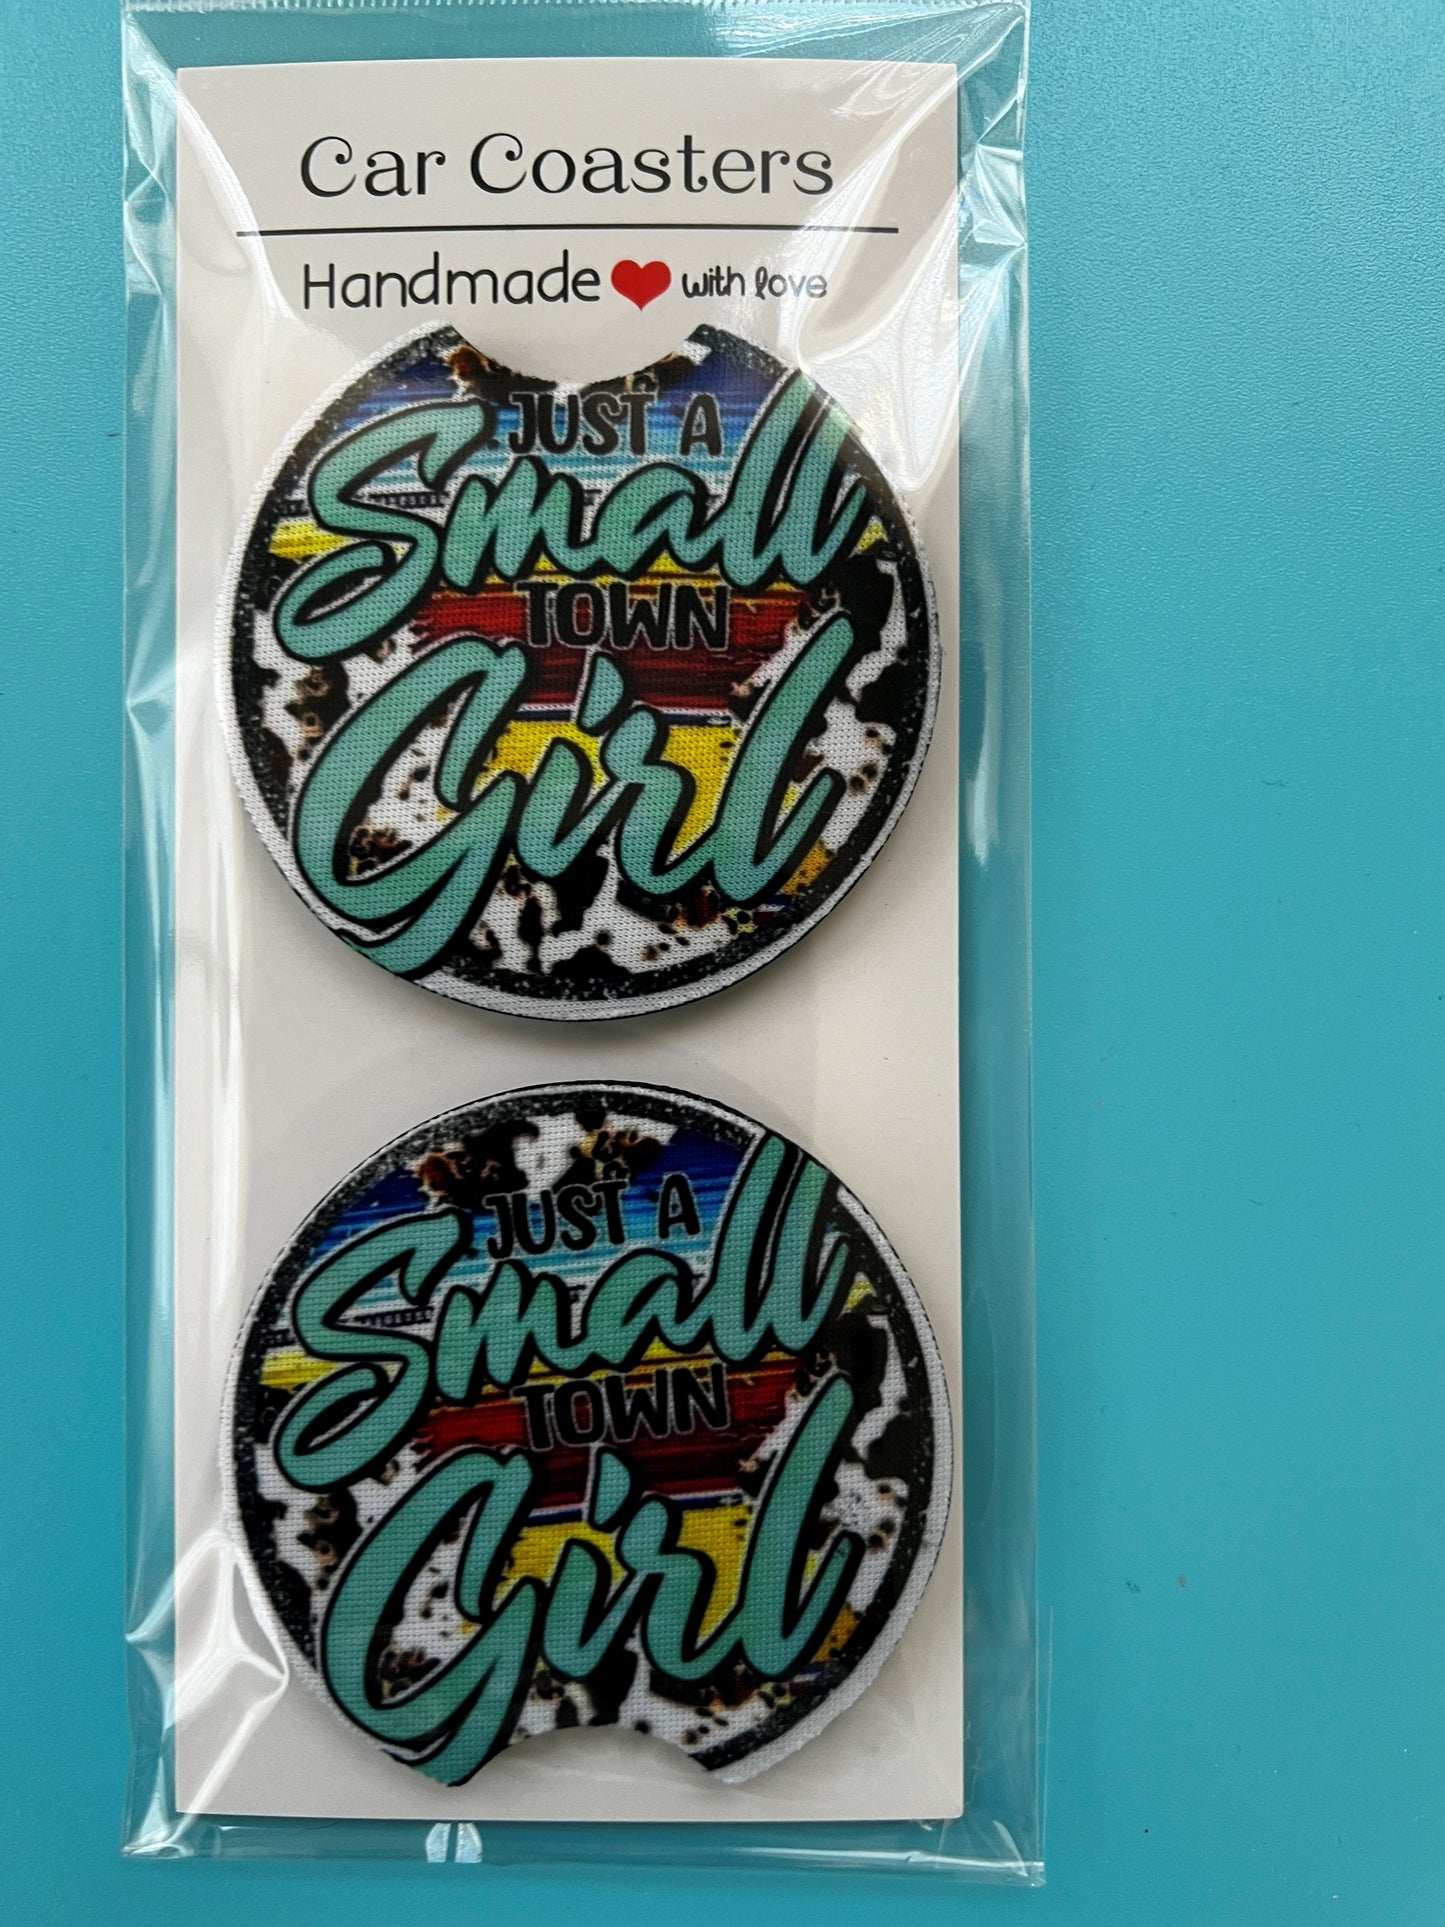 Car Coasters
Handmade with love
JUST A
Small
TOWN
Girl
JUST A
Small
TOWN
Girl